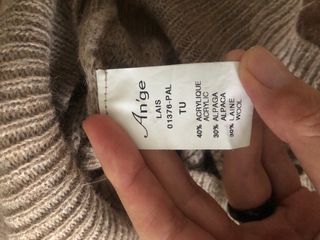 An'ge
LAIS
01376-PAL
TU
40% ACRYLIQUE
ACRYLIC
30% ALPAGA
ALPACA
30% LAINE
WOOL